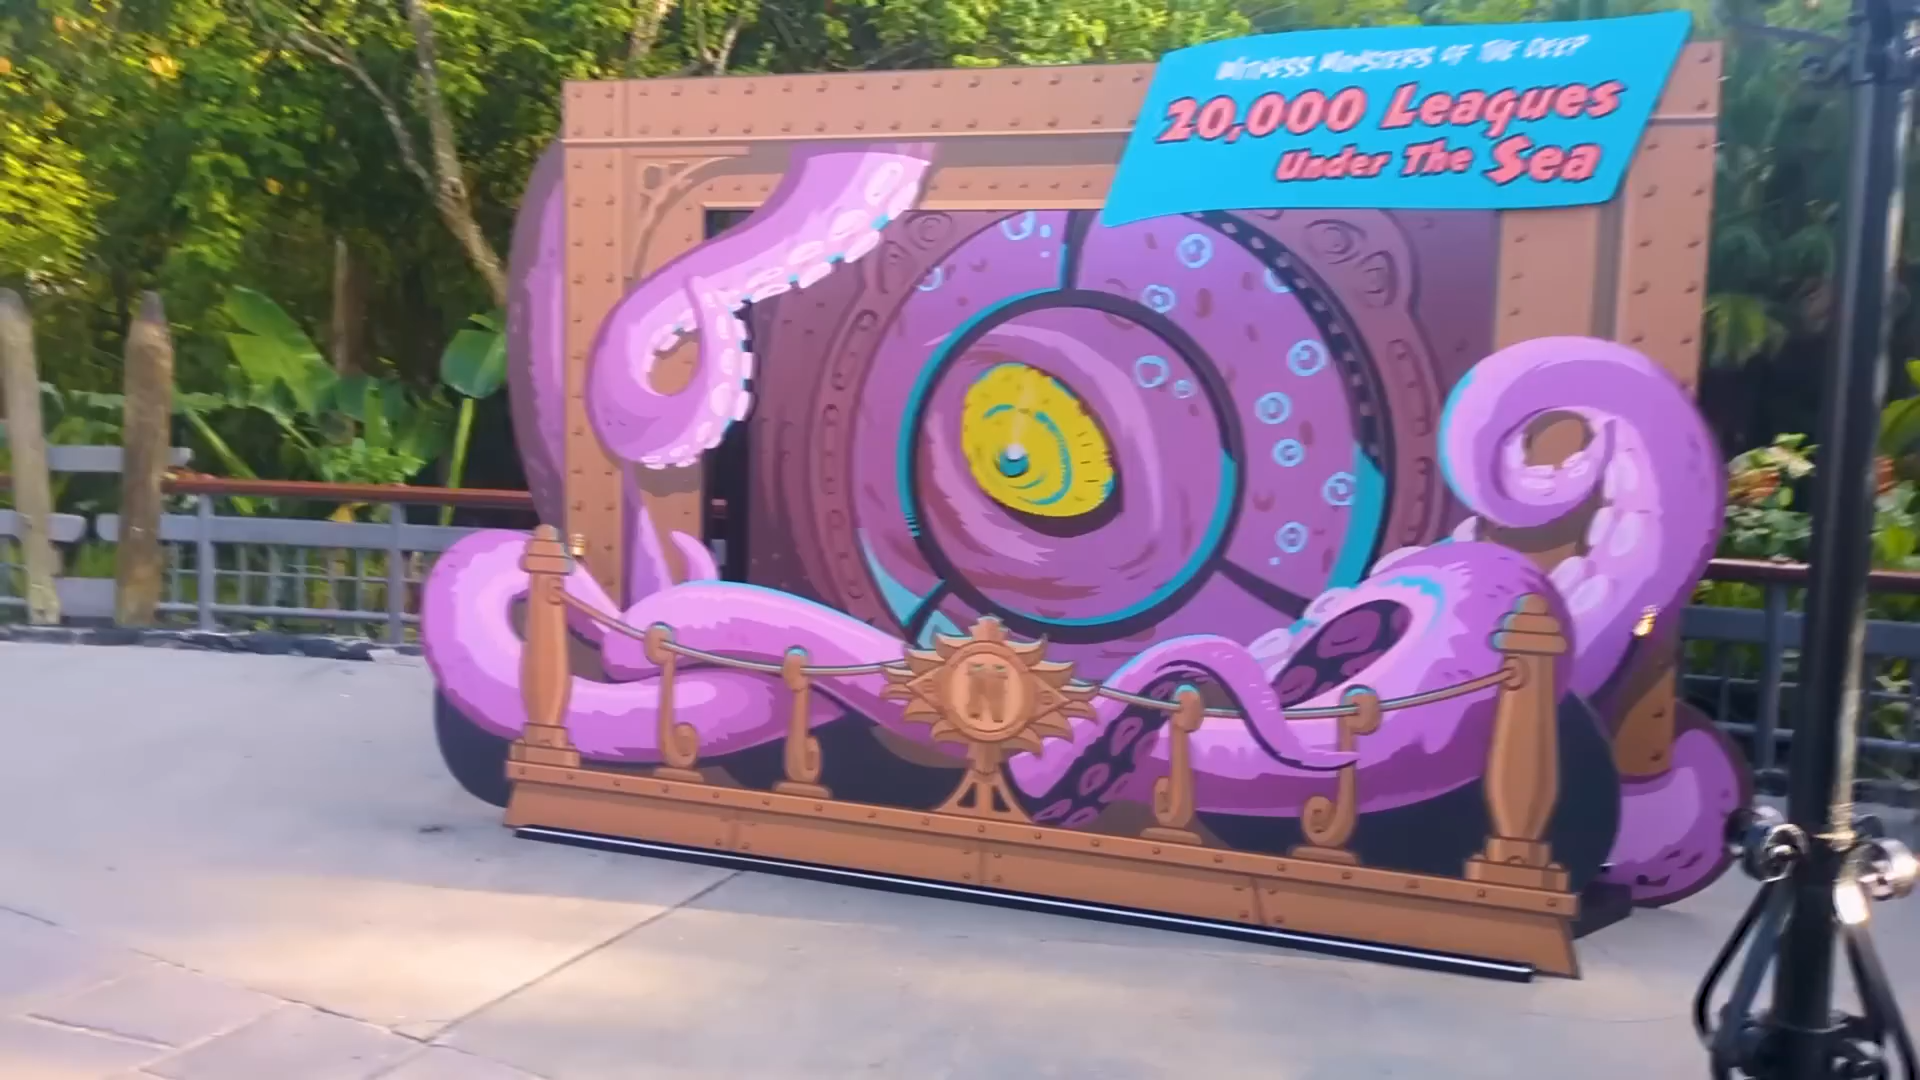 Witness Monsters of the Deep
20,000 Leagues
Under The Sea
N